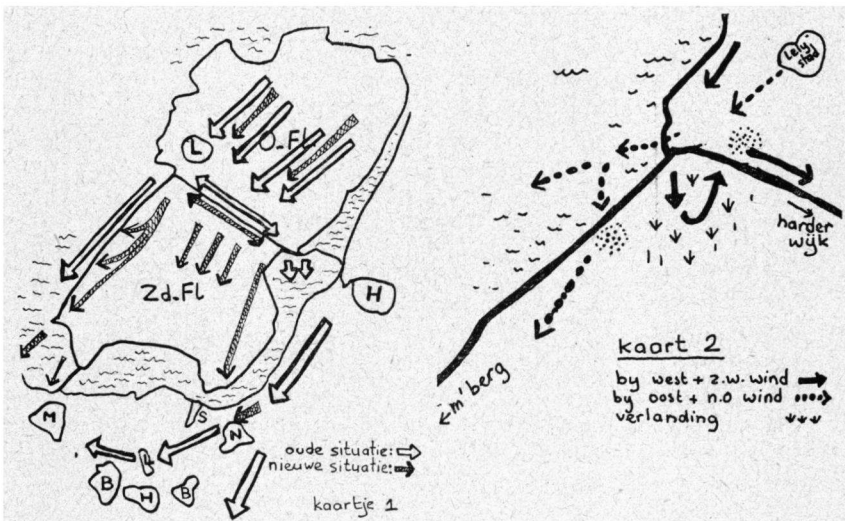 L
O-Fl
Zd-Fl
H
M
S
N
L
B
H
B
oude situatie:
nieuwe situatie:
kaartje 1
Lely
stad
harder
wijk
m'berg
kaart 2
by west + z.w. wind
by oost + n.o wind
verlanding